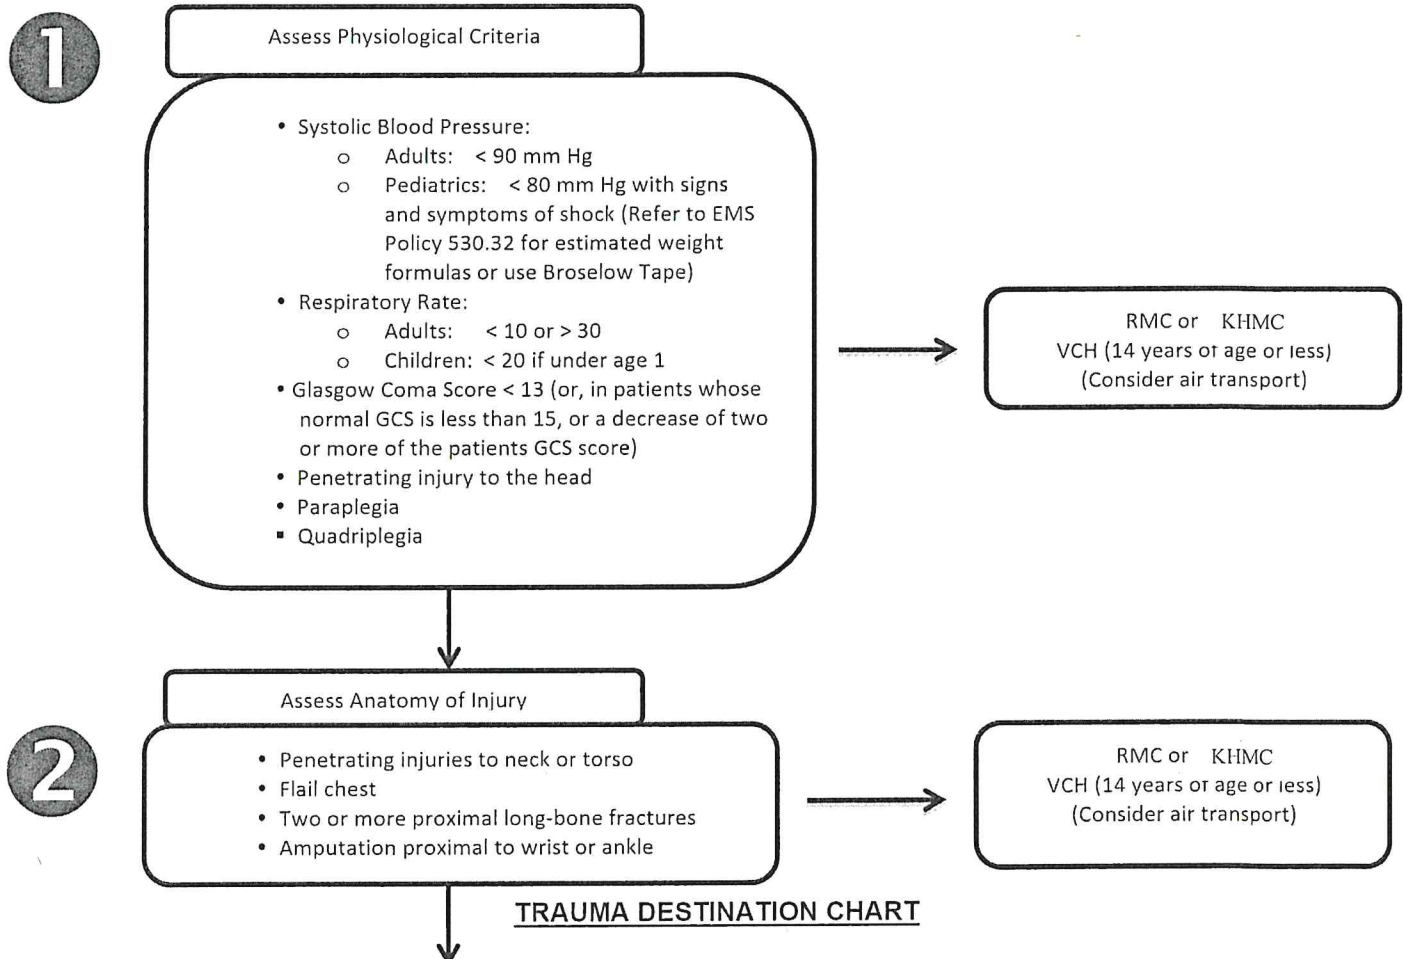 1
Assess Physiological Criteria
• Systolic Blood Pressure:
o Adults: < 90 mm Hg
o Pediatrics: < 80 mm Hg with signs
and symptoms of shock (Refer to EMS
Policy 530.32 for estimated weight
formulas or use Broselow Tape)
• Respiratory Rate:
o Adults: < 10 or > 30
o Children: < 20 if under age 1
• Glasgow Coma Score < 13 (or, in patients whose
normal GCS is less than 15, or a decrease of two
or more of the patients GCS score)
• Penetrating injury to the head
• Paraplegia
▪ Quadriplegia
RMC or KHMC
VCH (14 years of age or less)
(Consider air transport)
2
Assess Anatomy of Injury
• Penetrating injuries to neck or torso
• Flail chest
• Two or more proximal long-bone fractures
• Amputation proximal to wrist or ankle
RMC or KHMC
VCH (14 years of age or less)
(Consider air transport)
TRAUMA DESTINATION CHART